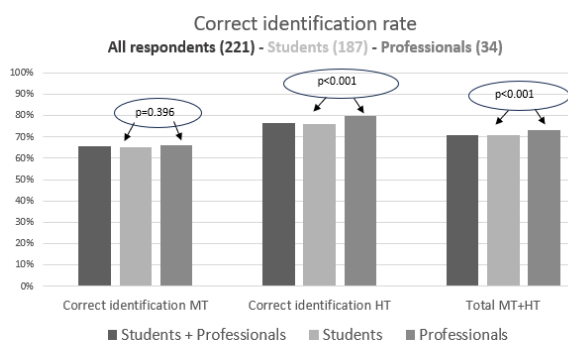 Correct identification rate
All respondents (221) - Students (187) - Professionals (34)
100%
90%
80%
70%
60%
50%
40%
30%
20%
10%
0%
p=0.396
p<0.001
p<0.001
Correct identification MT
Correct identification HT
Total MT+HT
Students + Professionals
Students
Professionals